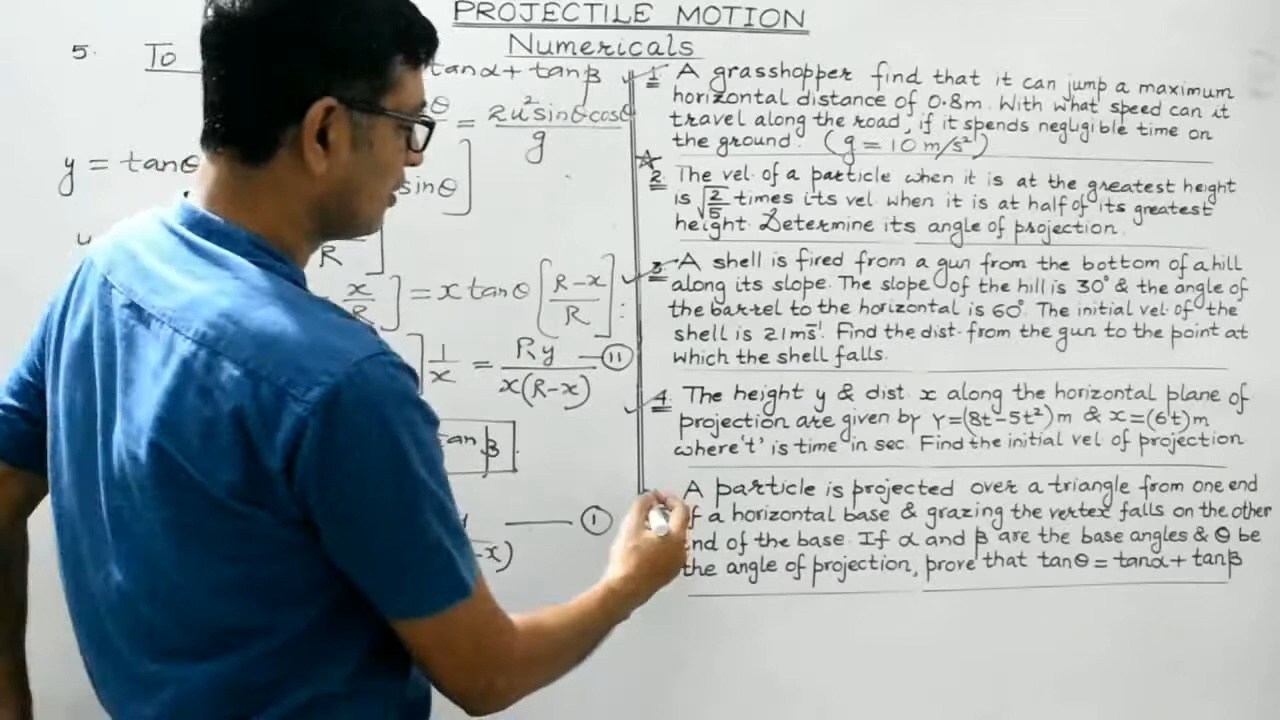 PROJECTILE MOTION
Numericals
5. To
tanα + tanβ
θ = 2u²sinθcosθ / g
y = tanθ
sinθ]
R ]
x/R ] = x tanθ [ R-x / R ]
] 1/x = Ry / x(R-x) — (11)
tan β
— (1)
-x)
1. A grasshopper find that it can jump a maximum
horizontal distance of 0.8m. With what speed can it
travel along the road, if it spends negligible time on
the ground. (g = 10 m/s²)
2. The vel. of a particle when it is at the greatest height
is √2/5 times its vel. when it is at half of its greatest
height. Determine its angle of projection.
3. A shell is fired from a gun from the bottom of a hill
along its slope. The slope of the hill is 30° & the angle of
the barrel to the horizontal is 60°. The initial vel. of the
shell is 21ms⁻¹. Find the dist. from the gun to the point at
which the shell falls.
4. The height y & dist. x along the horizontal plane of
projection are given by Y=(8t-5t²)m & x=(6t)m
where 't' is time in sec. Find the initial vel of projection
A particle is projected over a triangle from one end
of a horizontal base & grazing the vertex falls on the other
end of the base. If α and β are the base angles & θ be
the angle of projection, prove that tanθ = tanα + tanβ